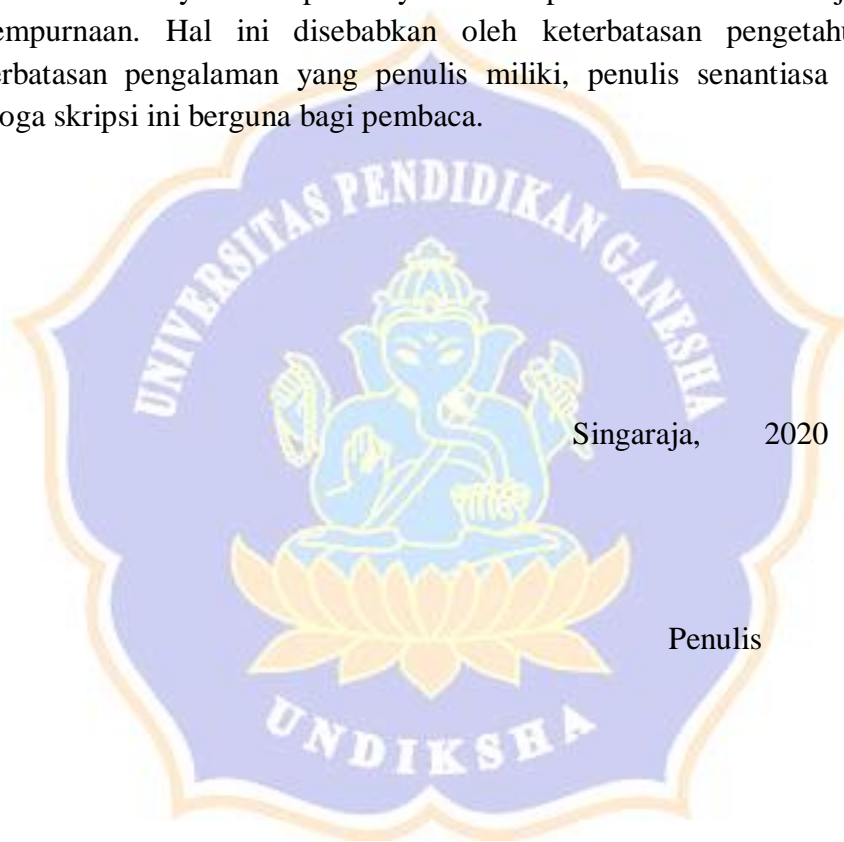 empurnaan. Hal ini disebabkan oleh keterbatasan pengetahu
erbatasan pengalaman yang penulis miliki, penulis senantiasa
oga skripsi ini berguna bagi pembaca.
UNIVERSITAS PENDIDIKAN GANESHA
Singaraja, 2020
Penulis
UNDIKSHA